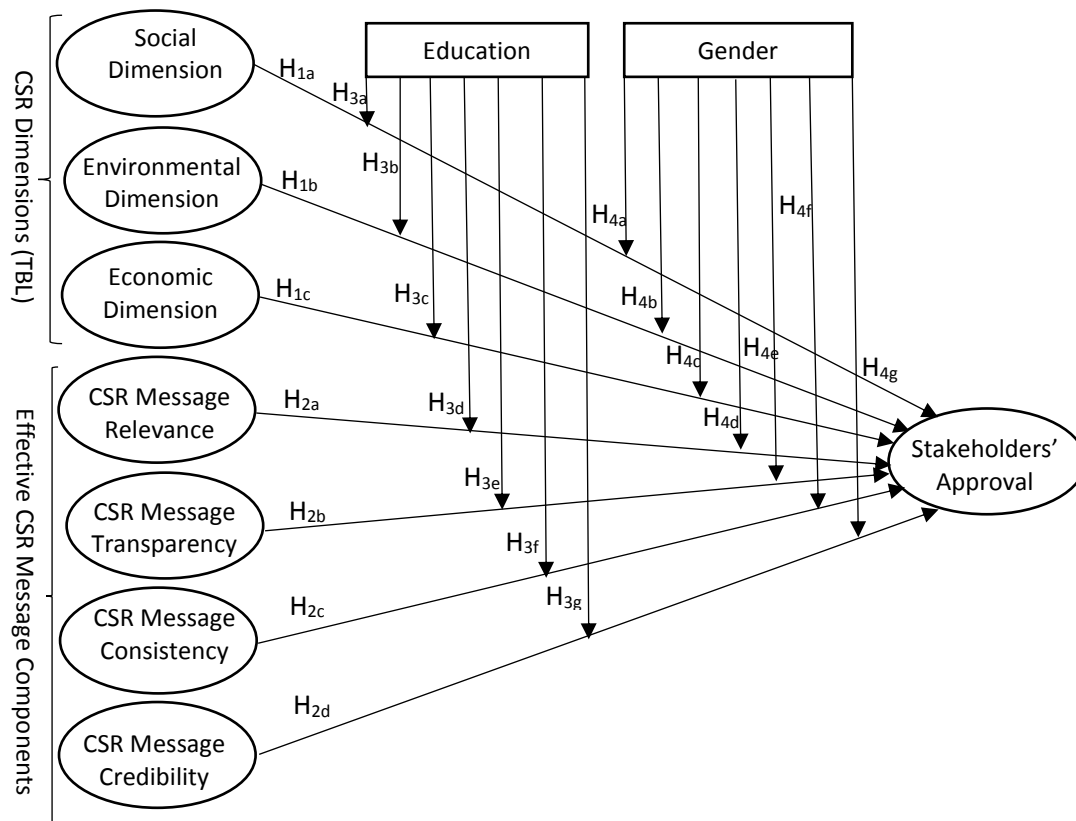 CSR Dimensions (TBL)
Effective CSR Message Components
Social
Dimension
Environmental
Dimension
Economic
Dimension
CSR Message
Relevance
CSR Message
Transparency
CSR Message
Consistency
CSR Message
Credibility
Education
Gender
H1a
H1b
H1c
H2a
H2b
H2c
H2d
H3a
H3b
H3c
H3d
H3e
H3f
H3g
H4a
H4b
H4c
H4d
H4e
H4f
H4g
Stakeholders’
Approval